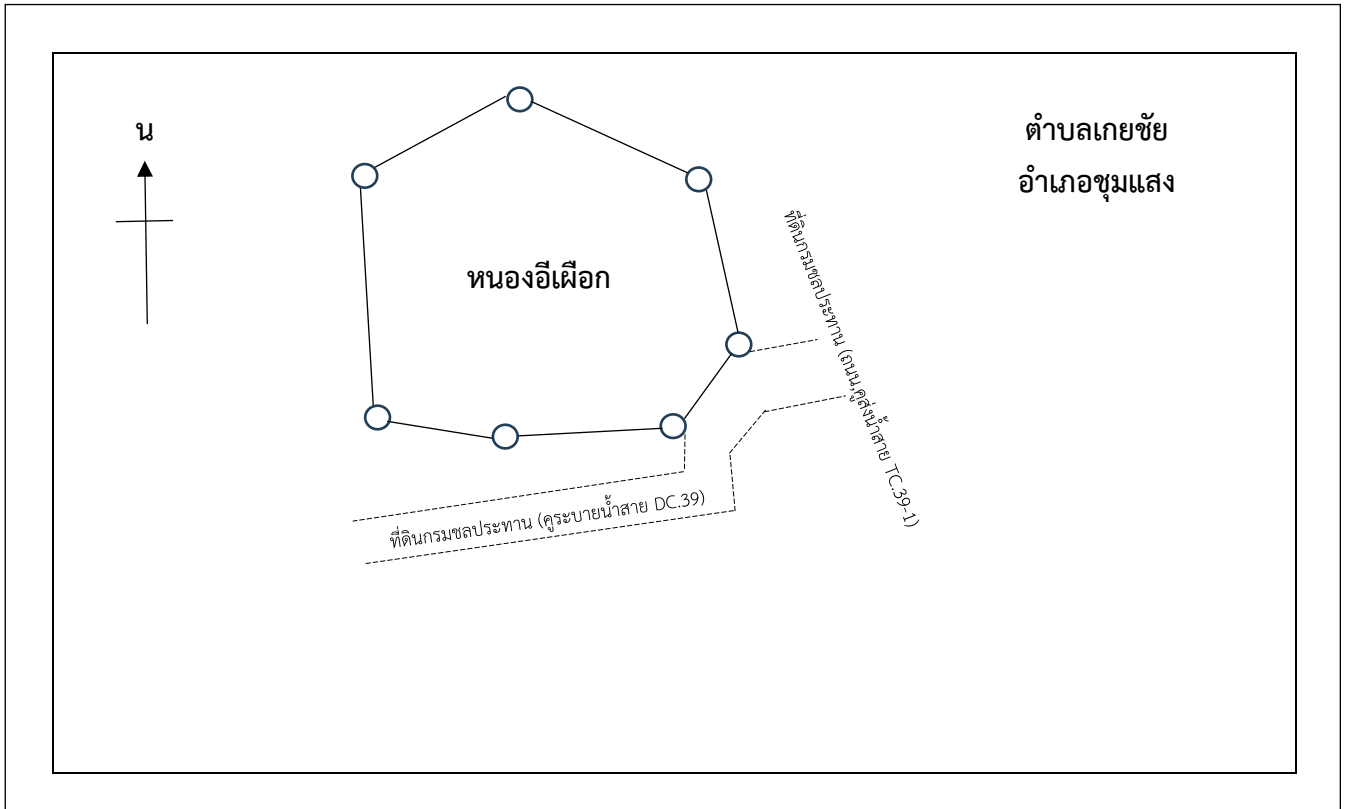 น
ตำบลเกยชัย
อำเภอชุมแสง
หนองอีเผือก
ที่ดินกรมชลประทาน (ถนน,คูส่งน้ำสาย TC.39-1)
ที่ดินกรมชลประทาน (คูระบายน้ำสาย DC.39)